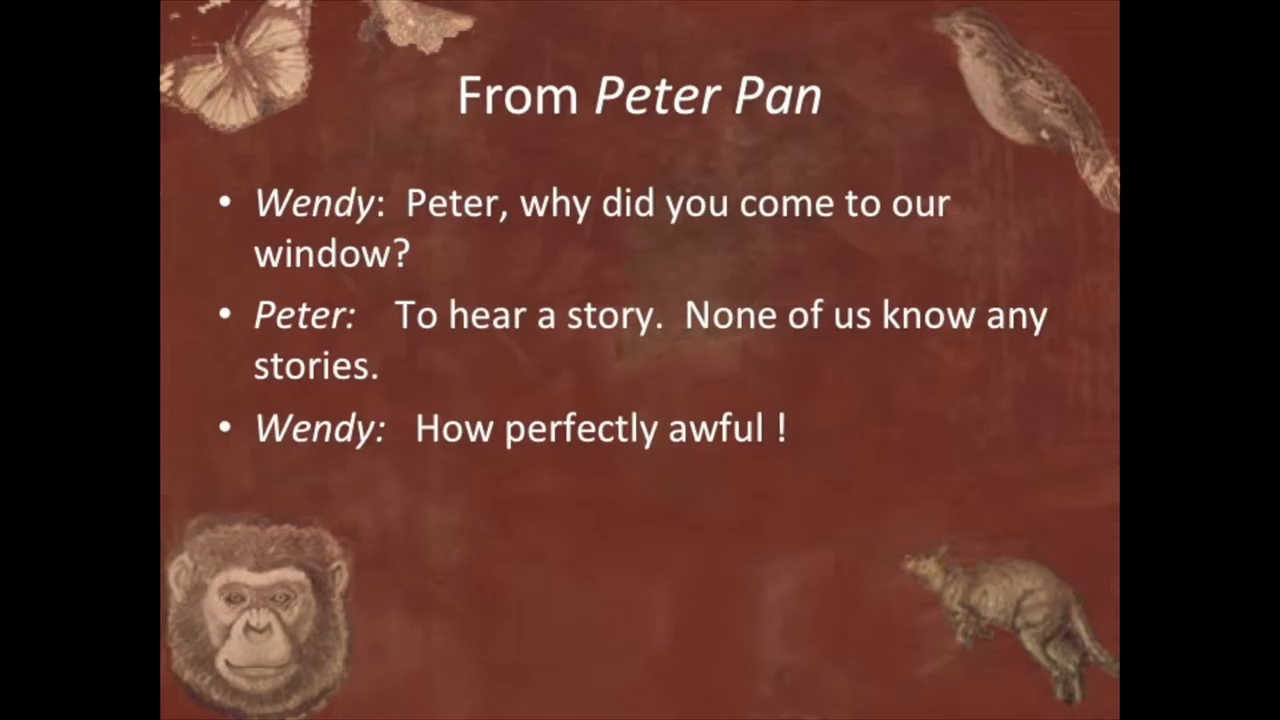 From Peter Pan
• Wendy:  Peter, why did you come to our
window?
• Peter:    To hear a story.  None of us know any
stories.
• Wendy:   How perfectly awful !